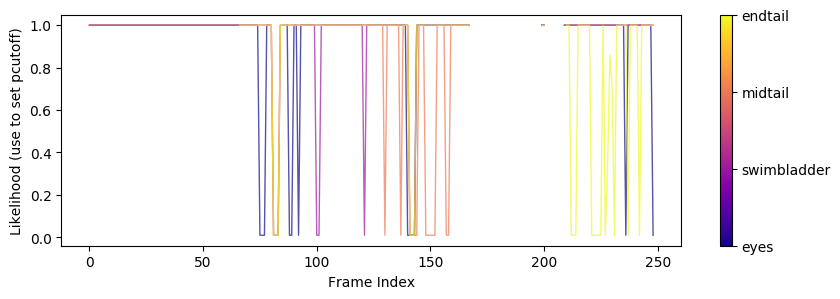 Likelihood (use to set pcutoff)
1.0
0.8
0.6
0.4
0.2
0.0
0
50
100
150
200
250
Frame Index
endtail
midtail
swimbladder
eyes